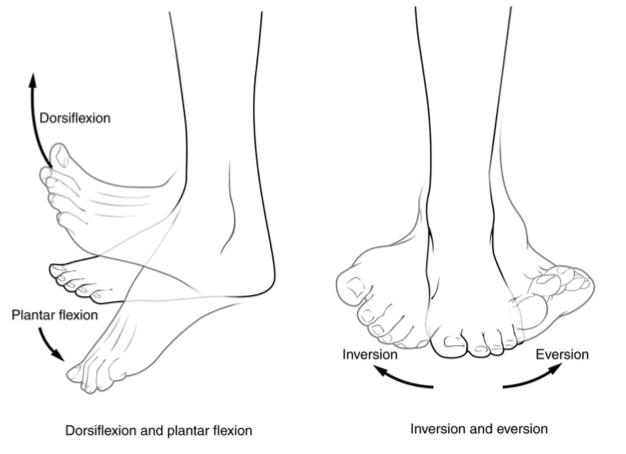 Dorsiflexion
Plantar flexion
Dorsiflexion and plantar flexion
Inversion
Eversion
Inversion and eversion